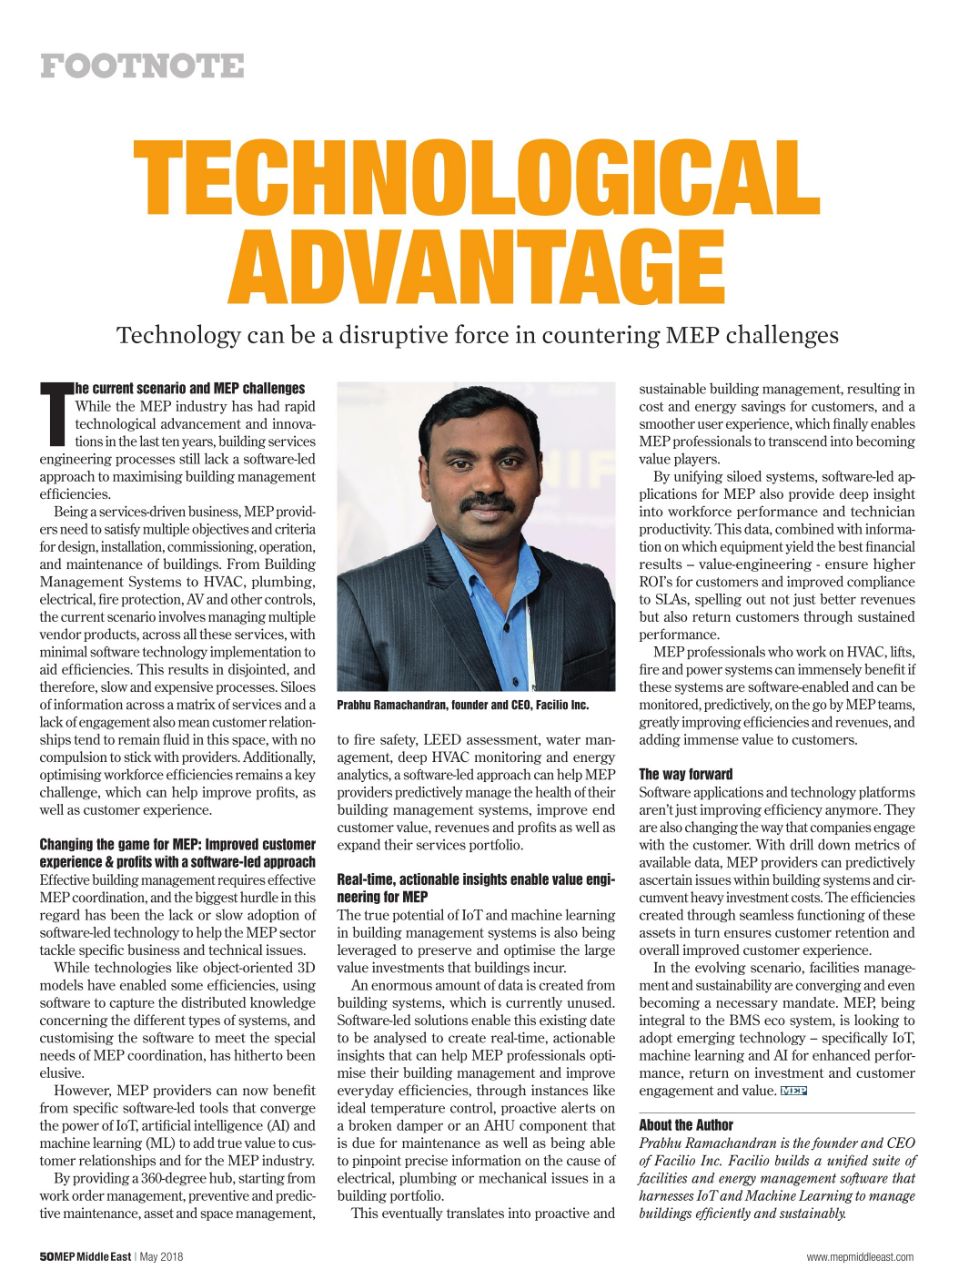 FOOTNOTE
TECHNOLOGICAL
ADVANTAGE
Technology can be a disruptive force in countering MEP challenges
The current scenario and MEP challenges
While the MEP industry has had rapid
technological advancement and innova-
tions in the last ten years, building services
engineering processes still lack a software-led
approach to maximising building management
efficiencies.
Being a services-driven business, MEP provid-
ers need to satisfy multiple objectives and criteria
for design, installation, commissioning, operation,
and maintenance of buildings. From Building
Management Systems to HVAC, plumbing,
electrical, fire protection, AV and other controls,
the current scenario involves managing multiple
vendor products, across all these services, with
minimal software technology implementation to
aid efficiencies. This results in disjointed, and
therefore, slow and expensive processes. Siloes
of information across a matrix of services and a
lack of engagement also mean customer relation-
ships tend to remain fluid in this space, with no
compulsion to stick with providers. Additionally,
optimising workforce efficiencies remains a key
challenge, which can help improve profits, as
well as customer experience.
Changing the game for MEP: Improved customer
experience & profits with a software-led approach
Effective building management requires effective
MEP coordination, and the biggest hurdle in this
regard has been the lack or slow adoption of
software-led technology to help the MEP sector
tackle specific business and technical issues.
While technologies like object-oriented 3D
models have enabled some efficiencies, using
software to capture the distributed knowledge
concerning the different types of systems, and
customising the software to meet the special
needs of MEP coordination, has hitherto been
elusive.
However, MEP providers can now benefit
from specific software-led tools that converge
the power of IoT, artificial intelligence (AI) and
machine learning (ML) to add true value to cus-
tomer relationships and for the MEP industry.
By providing a 360-degree hub, starting from
work order management, preventive and predic-
tive maintenance, asset and space management,
NIF
Prabhu Ramachandran, founder and CEO, Facilio Inc.
to fire safety, LEED assessment, water man-
agement, deep HVAC monitoring and energy
analytics, a software-led approach can help MEP
providers predictively manage the health of their
building management systems, improve end
customer value, revenues and profits as well as
expand their services portfolio.
Real-time, actionable insights enable value engi-
neering for MEP
The true potential of IoT and machine learning
in building management systems is also being
leveraged to preserve and optimise the large
value investments that buildings incur.
An enormous amount of data is created from
building systems, which is currently unused.
Software-led solutions enable this existing date
to be analysed to create real-time, actionable
insights that can help MEP professionals opti-
mise their building management and improve
everyday efficiencies, through instances like
ideal temperature control, proactive alerts on
a broken damper or an AHU component that
is due for maintenance as well as being able
to pinpoint precise information on the cause of
electrical, plumbing or mechanical issues in a
building portfolio.
This eventually translates into proactive and
sustainable building management, resulting in
cost and energy savings for customers, and a
smoother user experience, which finally enables
MEP professionals to transcend into becoming
value players.
By unifying siloed systems, software-led ap-
plications for MEP also provide deep insight
into workforce performance and technician
productivity. This data, combined with informa-
tion on which equipment yield the best financial
results – value-engineering - ensure higher
ROI's for customers and improved compliance
to SLAs, spelling out not just better revenues
but also return customers through sustained
performance.
MEP professionals who work on HVAC, lifts,
fire and power systems can immensely benefit if
these systems are software-enabled and can be
monitored, predictively, on the go by MEP teams,
greatly improving efficiencies and revenues, and
adding immense value to customers.
The way forward
Software applications and technology platforms
aren't just improving efficiency anymore. They
are also changing the way that companies engage
with the customer. With drill down metrics of
available data, MEP providers can predictively
ascertain issues within building systems and cir-
cumvent heavy investment costs. The efficiencies
created through seamless functioning of these
assets in turn ensures customer retention and
overall improved customer experience.
In the evolving scenario, facilities manage-
ment and sustainability are converging and even
becoming a necessary mandate. MEP, being
integral to the BMS eco system, is looking to
adopt emerging technology – specifically IoT,
machine learning and AI for enhanced perfor-
mance, return on investment and customer
engagement and value. MEP
About the Author
Prabhu Ramachandran is the founder and CEO
of Facilio Inc. Facilio builds a unified suite of
facilities and energy management software that
harnesses IoT and Machine Learning to manage
buildings efficiently and sustainably.
50 MEP Middle East | May 2018
www.mepmiddleeast.com